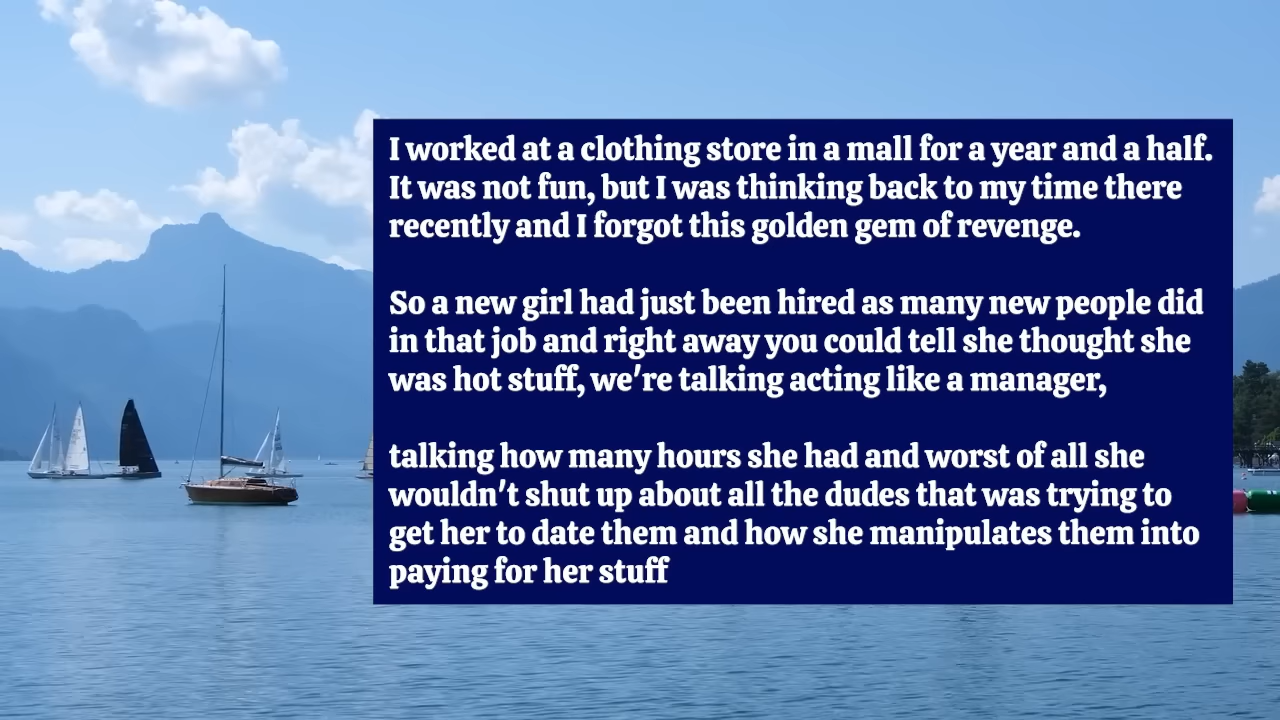 I worked at a clothing store in a mall for a year and a half.
It was not fun, but I was thinking back to my time there
recently and I forgot this golden gem of revenge.
So a new girl had just been hired as many new people did
in that job and right away you could tell she thought she
was hot stuff, we're talking acting like a manager,
talking how many hours she had and worst of all she
wouldn't shut up about all the dudes that was trying to
get her to date them and how she manipulates them into
paying for her stuff